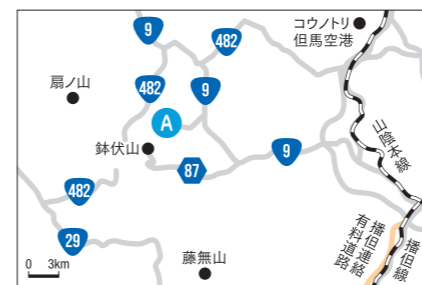 コウノトリ
但馬空港
9
482
扇ノ山
482
9
A
鉢伏山
山陰本線
87
9
482
29
藤無山
播但連絡
有料道路
播但線
0 3km